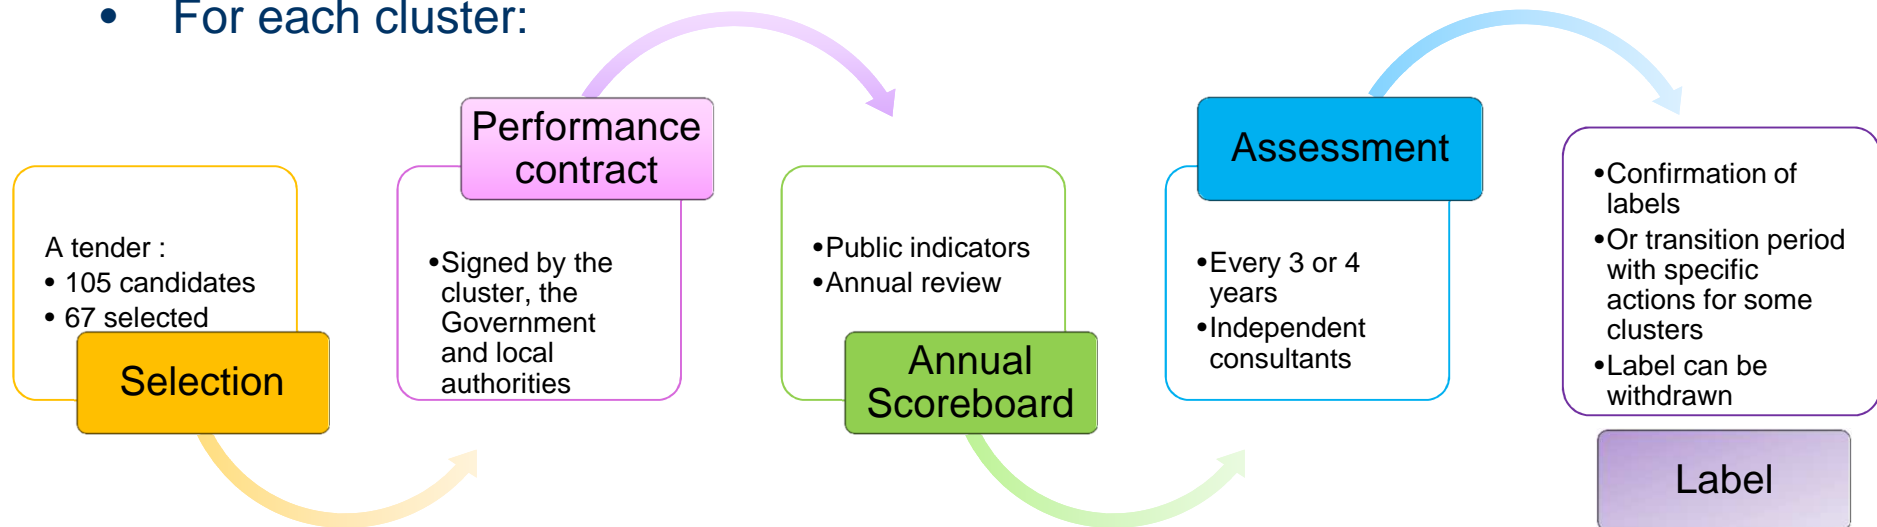 • For each cluster:
A tender :
• 105 candidates
• 67 selected
Selection
Performance
contract
•Signed by the
cluster, the
Government
and local
authorities
•Public indicators
•Annual review
Annual
Scoreboard
Assessment
•Every 3 or 4
years
•Independent
consultants
•Confirmation of
labels
•Or transition period
with specific
actions for some
clusters
•Label can be
withdrawn
Label